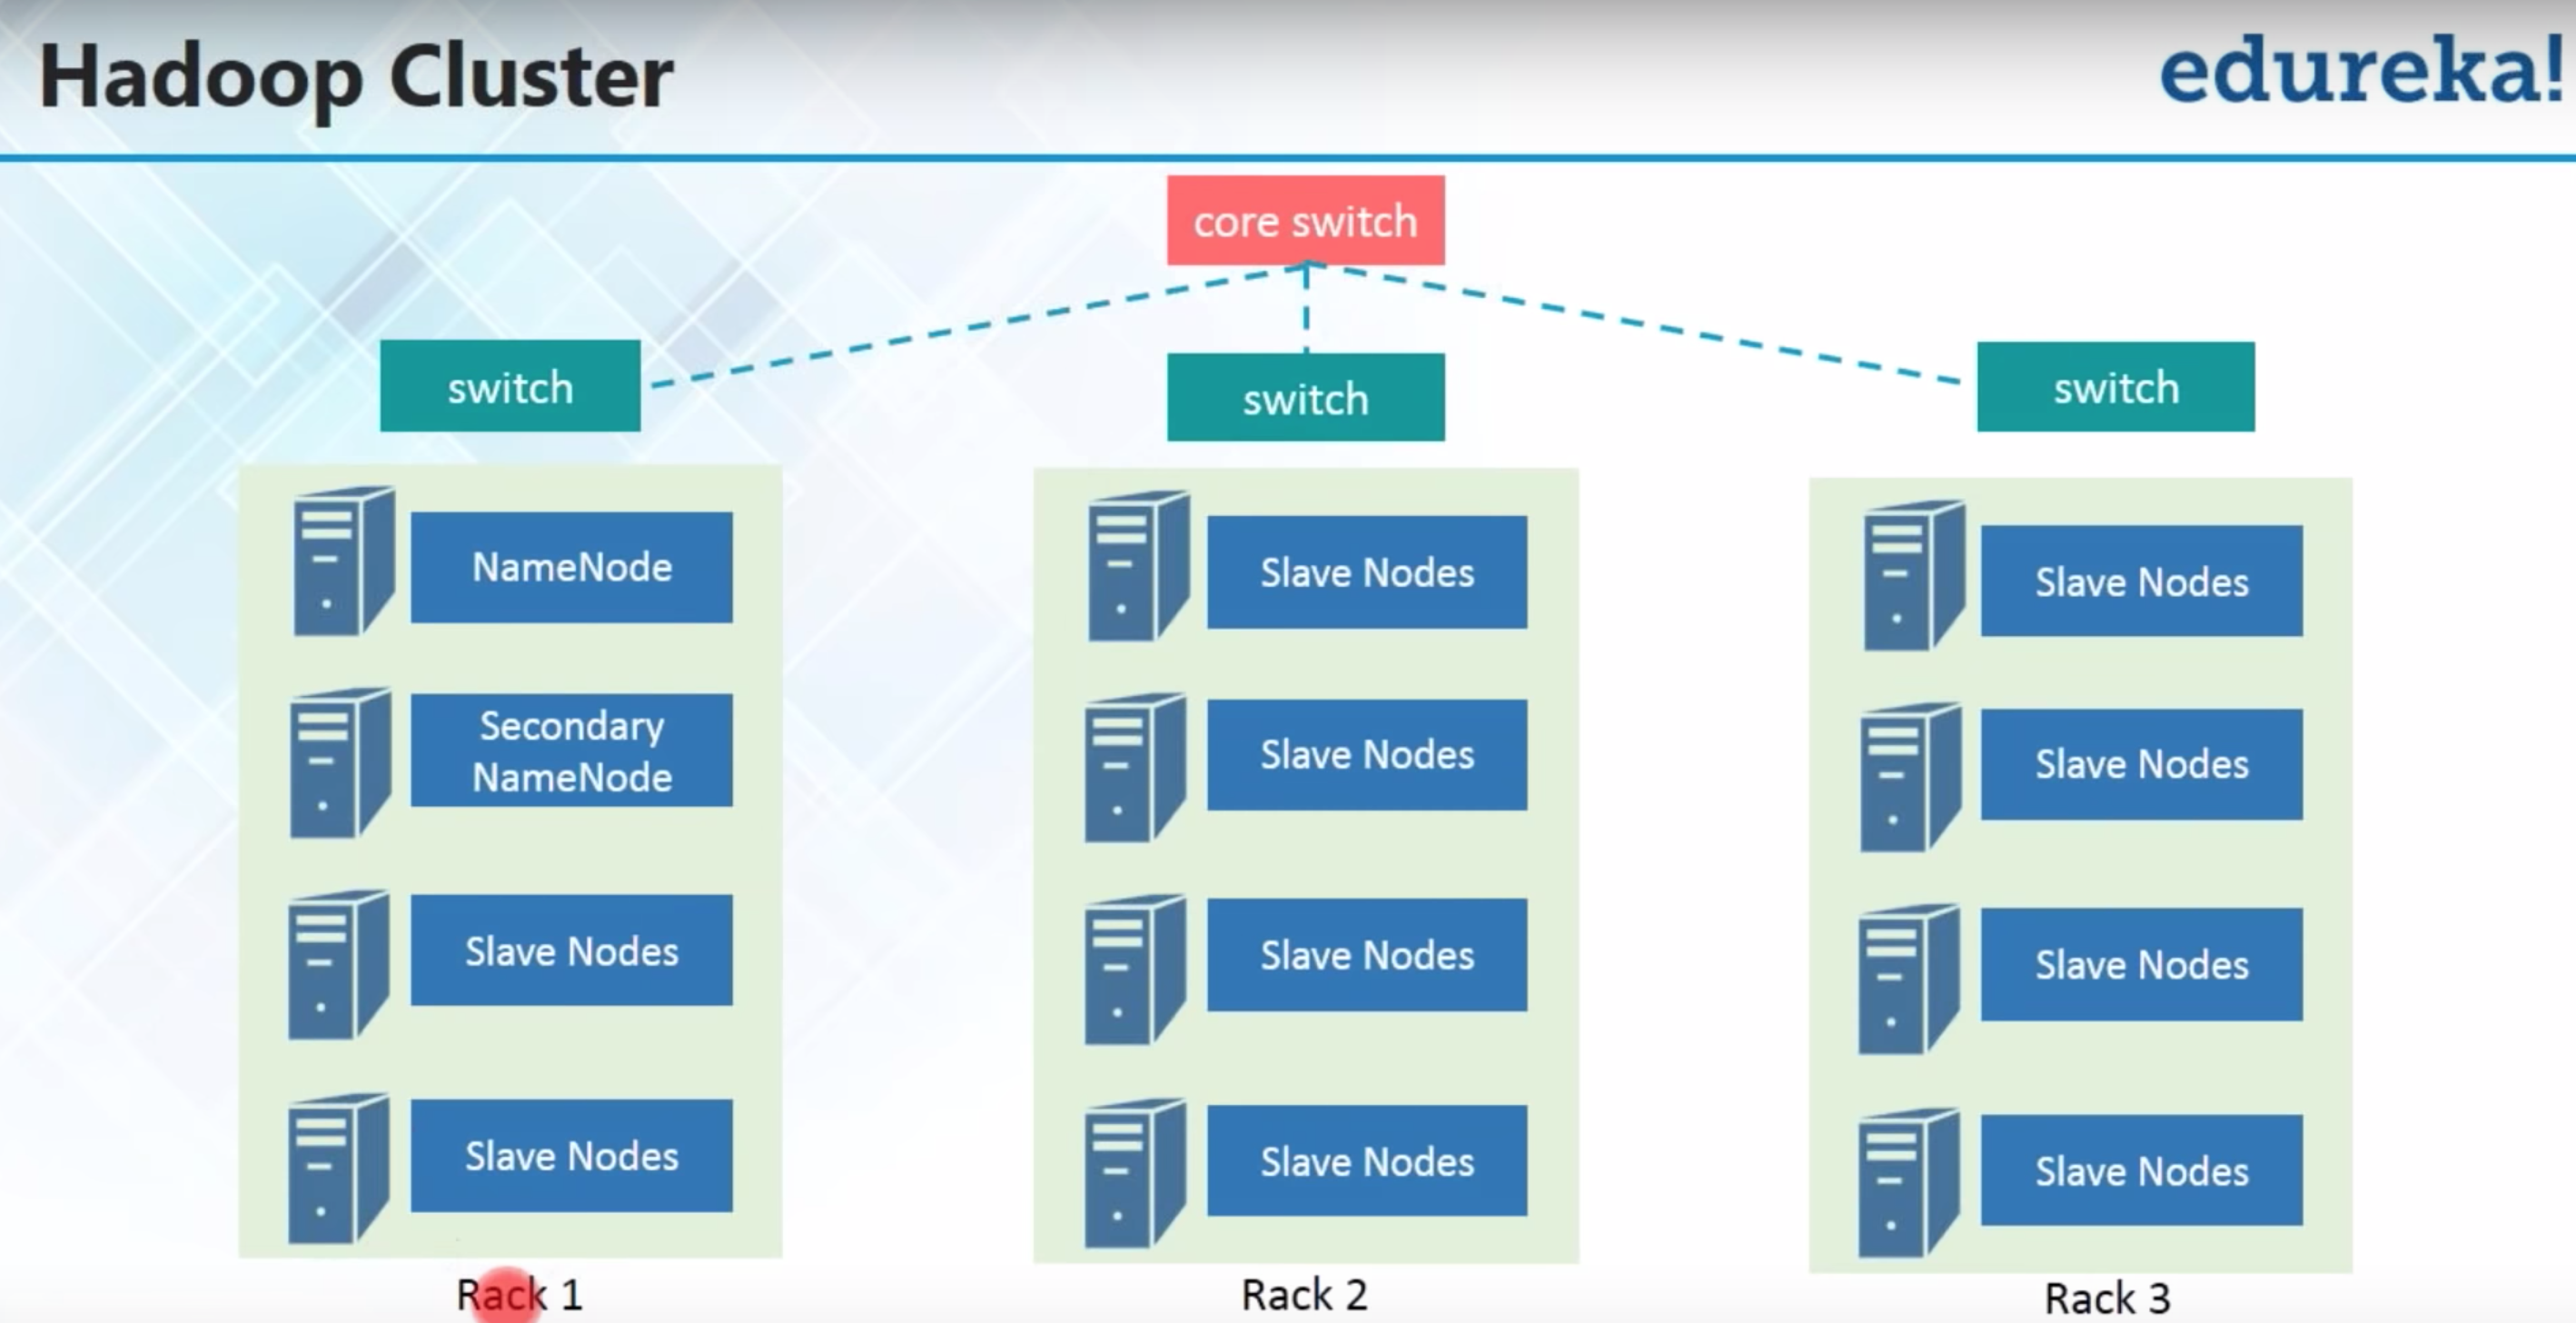 Hadoop Cluster
edureka!
core switch
switch
switch
switch
NameNode
Secondary
NameNode
Slave Nodes
Slave Nodes
Rack 1
Slave Nodes
Slave Nodes
Slave Nodes
Slave Nodes
Rack 2
Slave Nodes
Slave Nodes
Slave Nodes
Slave Nodes
Rack 3